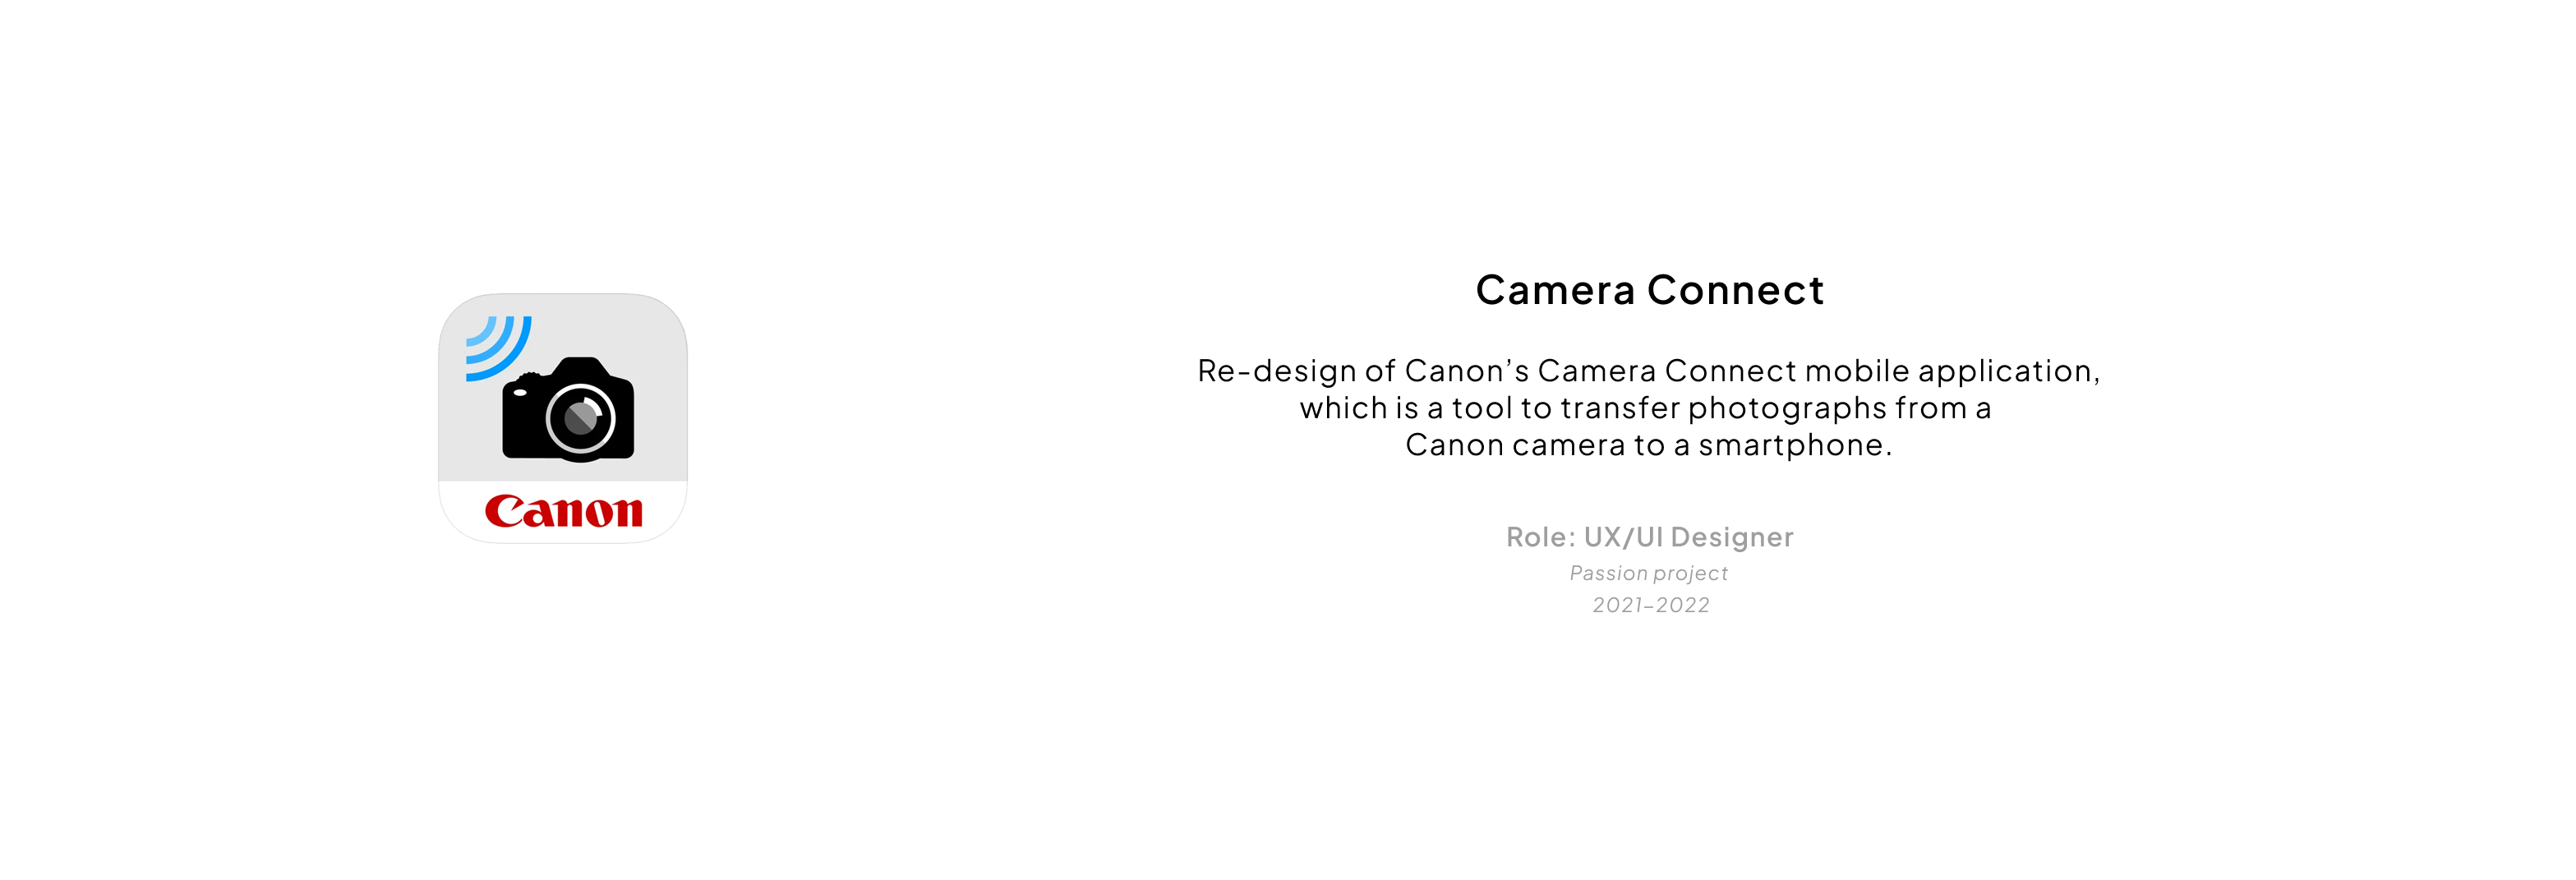 Canon
Camera Connect
Re-design of Canon’s Camera Connect mobile application,
which is a tool to transfer photographs from a
Canon camera to a smartphone.
Role: UX/UI Designer
Passion project
2021–2022